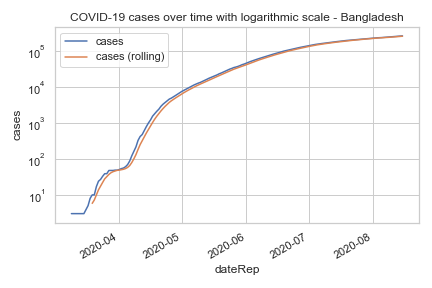 COVID-19 cases over time with logarithmic scale - Bangladesh
cases
cases (rolling)
10^5
10^4
10^3
10^2
10^1
cases
2020-04
2020-05
2020-06
2020-07
2020-08
dateRep